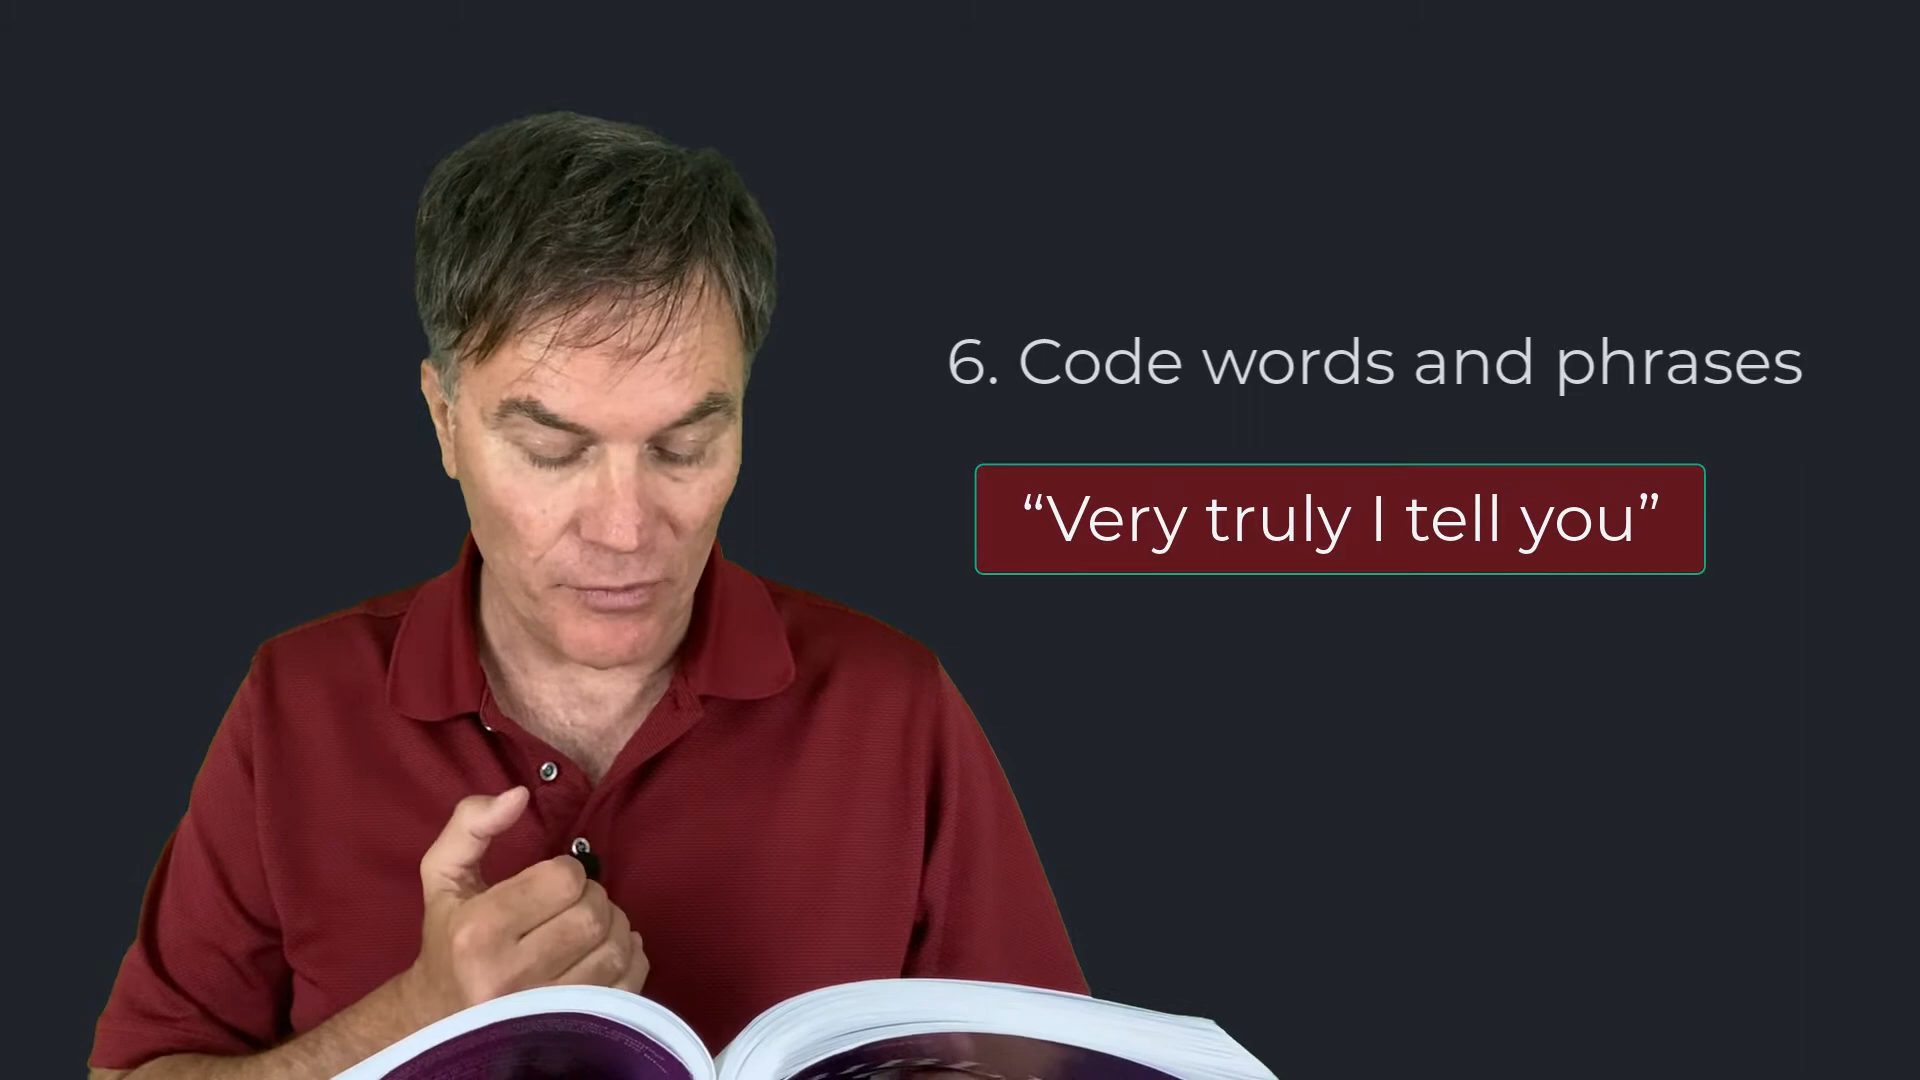 6. Code words and phrases
“Very truly I tell you”